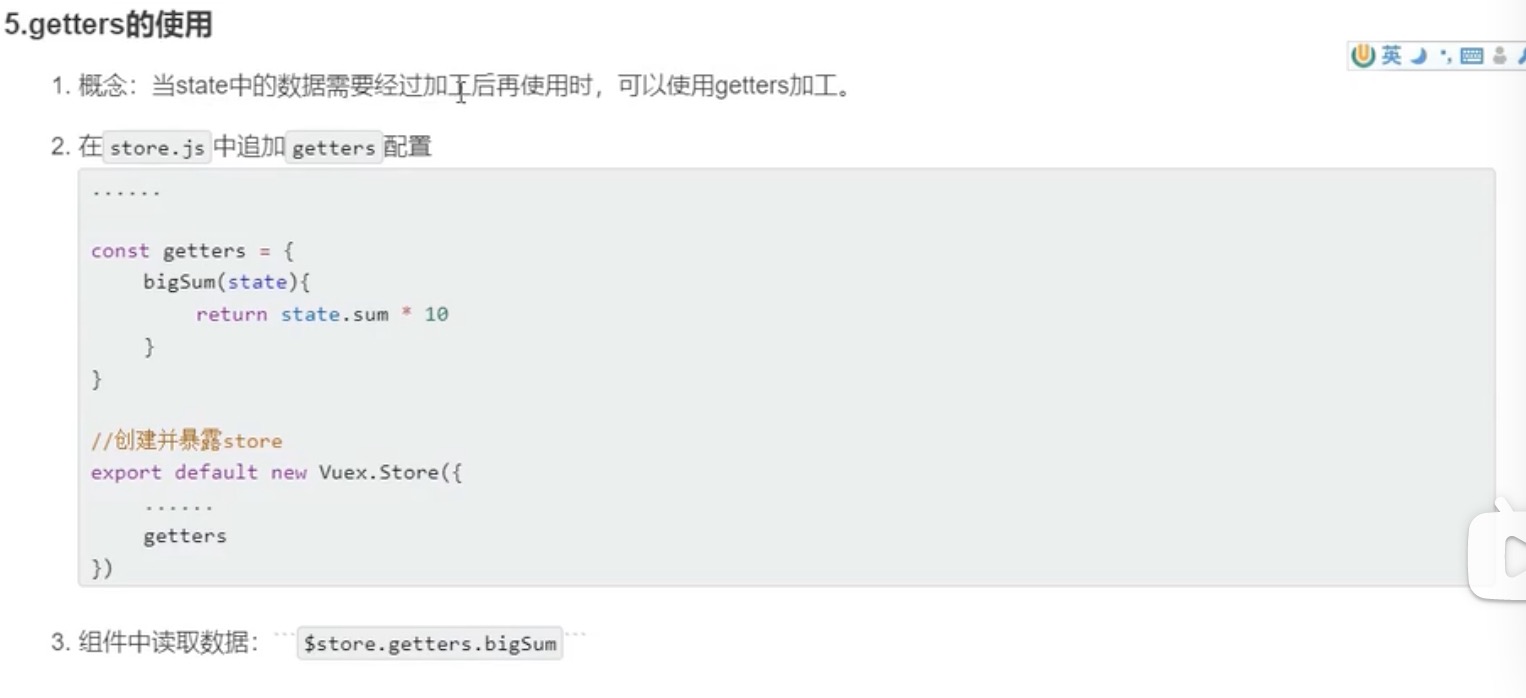 5.getters的使用
英
1. 概念：当state中的数据需要经过加工后再使用时，可以使用getters加工。
2. 在store.js中追加getters配置
......
const getters = {
bigSum(state){
return state.sum * 10
}
}
//创建并暴露store
export default new Vuex.Store({
......
getters
})
3. 组件中读取数据：```$store.getters.bigSum```